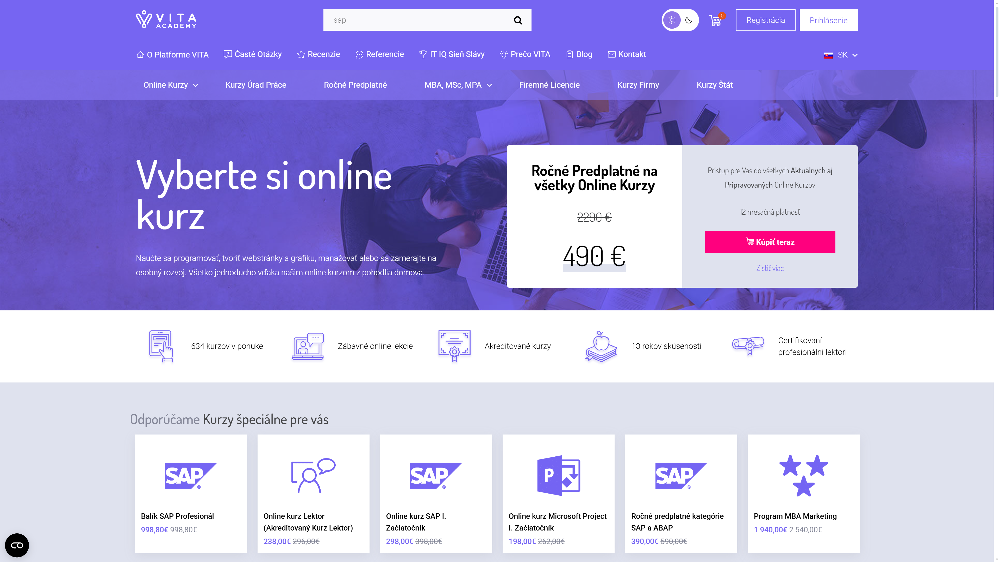 VITA
ACADEMY
sap
0
Registrácia
Prihlásenie
O Platforme VITA
Časté Otázky
Recenzie
Referencie
IT IQ Sieň Slávy
Prečo VITA
Blog
Kontakt
SK
Online Kurzy
Kurzy Úrad Práce
Ročné Predplatné
MBA, MSc, MPA
Firemné Licencie
Kurzy Firmy
Kurzy Štát
Vyberte si online
kurz
Naučte sa programovať, tvoriť webstránky a grafiku, manažovať alebo sa zamerajte na
osobný rozvoj. Všetko jednoducho vďaka našim online kurzom z pohodlia domova.
Ročné Predplatné na
všetky Online Kurzy
2290 €
490 €
Prístup pre Vás do všetkých Aktuálnych aj
Pripravovaných Online Kurzov
12 mesačná platnosť
Kúpiť teraz
Zistiť viac
634 kurzov v ponuke
Zábavné online lekcie
Akreditované kurzy
13 rokov skúseností
Certifikovaní
profesionálni lektori
Odporúčame Kurzy špeciálne pre vás
SAP®
Balík SAP Profesionál
998,80€ 998,80€
Online kurz Lektor
(Akreditovaný Kurz Lektor)
238,00€ 296,00€
SAP®
Online kurz SAP I.
Začiatočník
298,00€ 398,00€
P
Online kurz Microsoft Project
I. Začiatočník
198,00€ 262,00€
SAP®
Ročné predplatné kategórie
SAP a ABAP
390,00€ 590,00€
Program MBA Marketing
1 940,00€ 2 540,00€